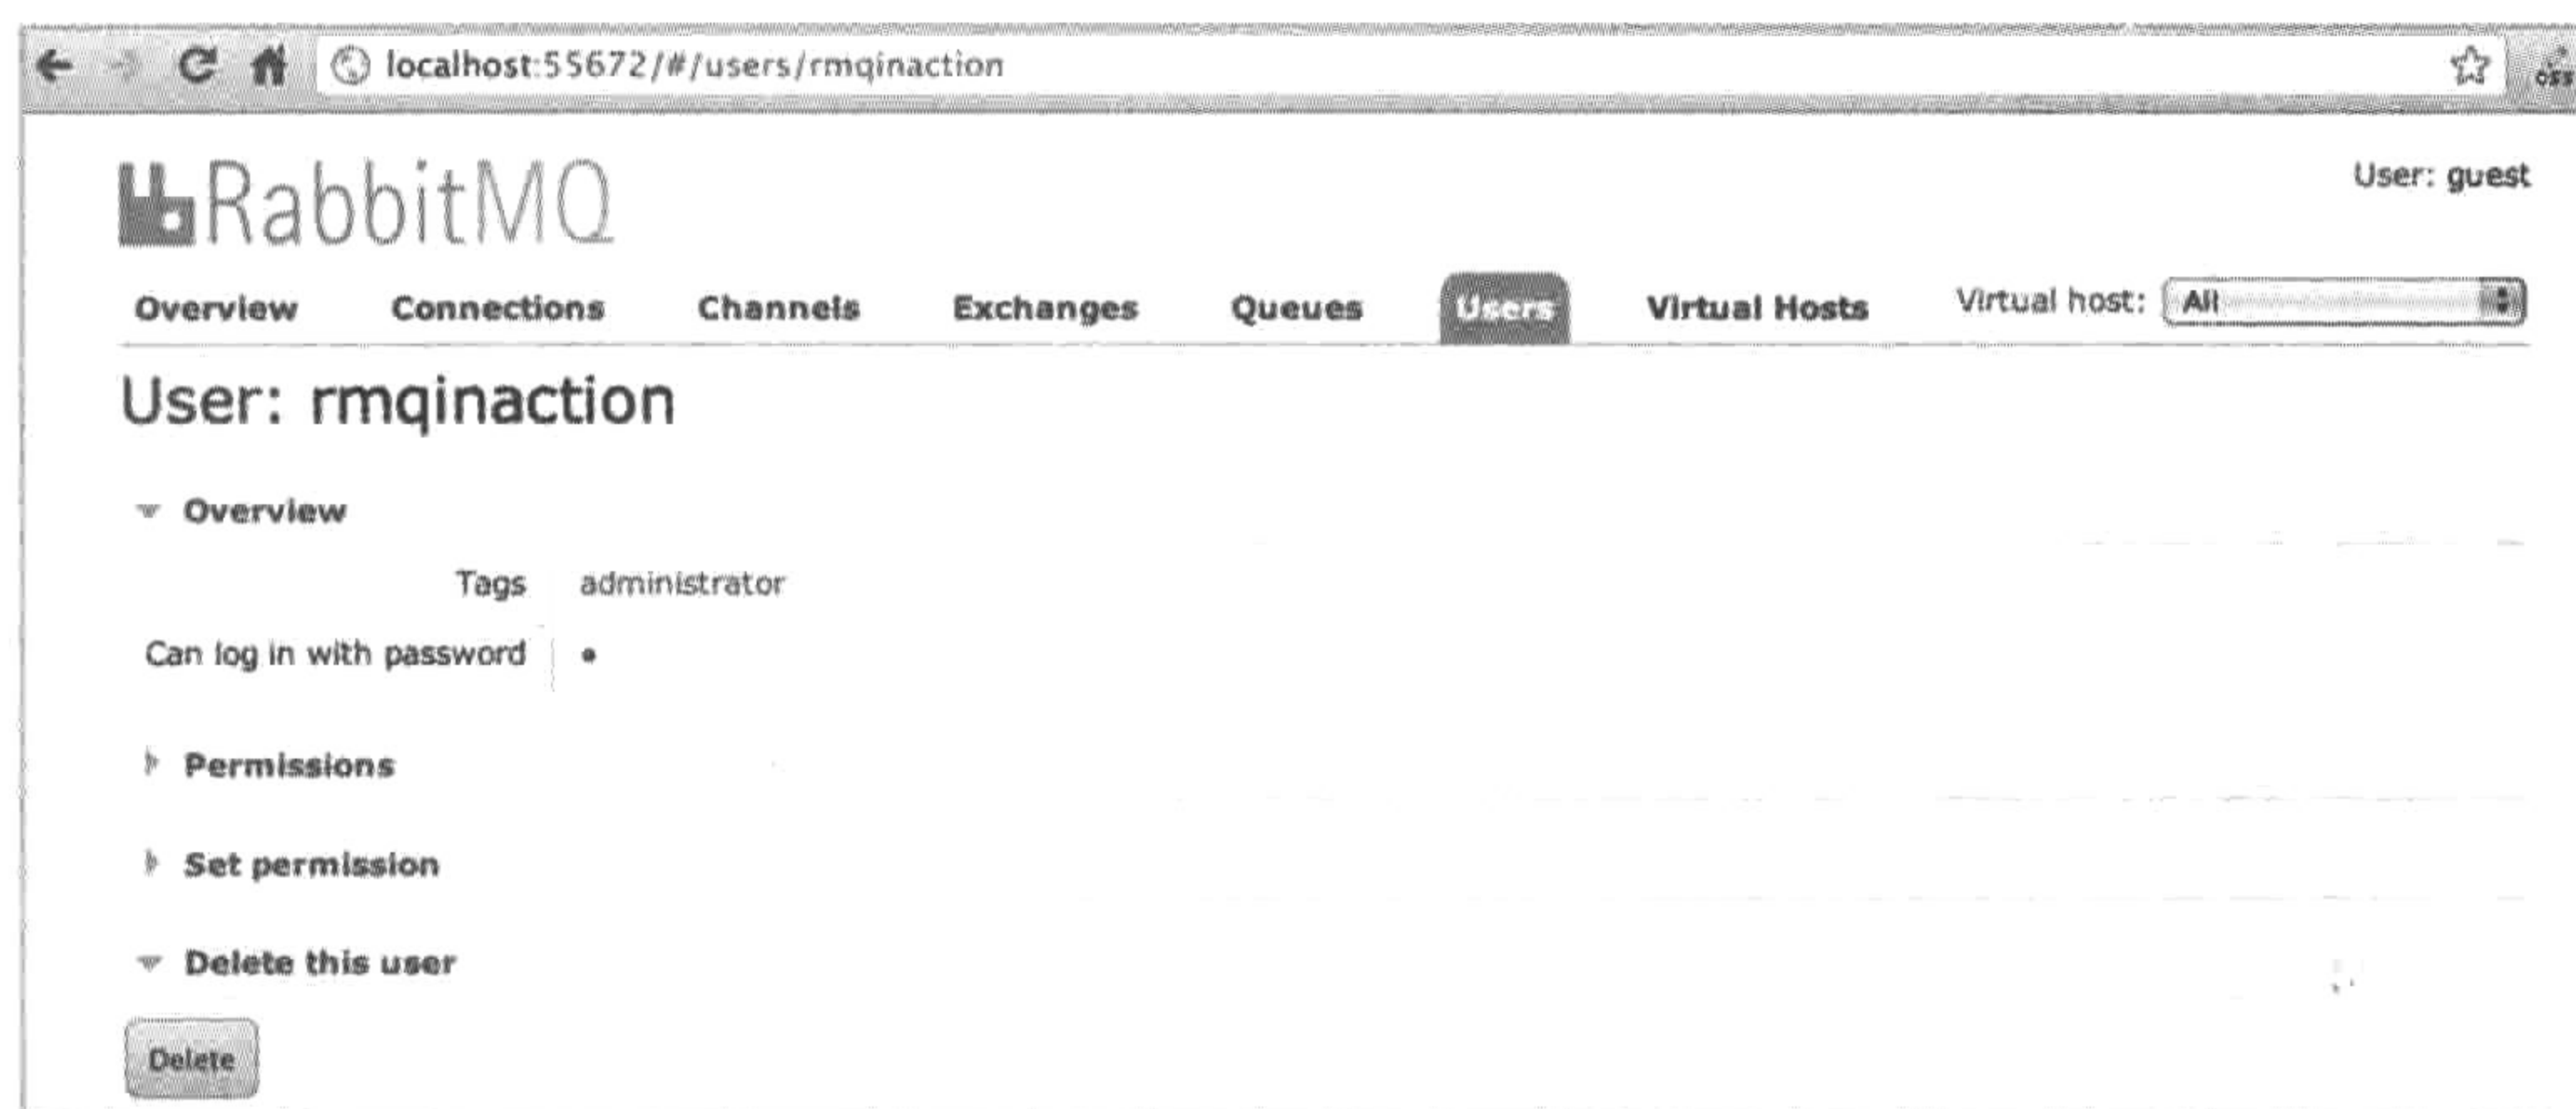 localhost:55672/#/users/rmqinaction
oss
RabbitMQ
User: guest
Overview Connections Channels Exchanges Queues Users Virtual Hosts Virtual host: All
User: rmqinaction
Overview
Tags administrator
Can log in with password •
Permissions
Set permission
Delete this user
Delete